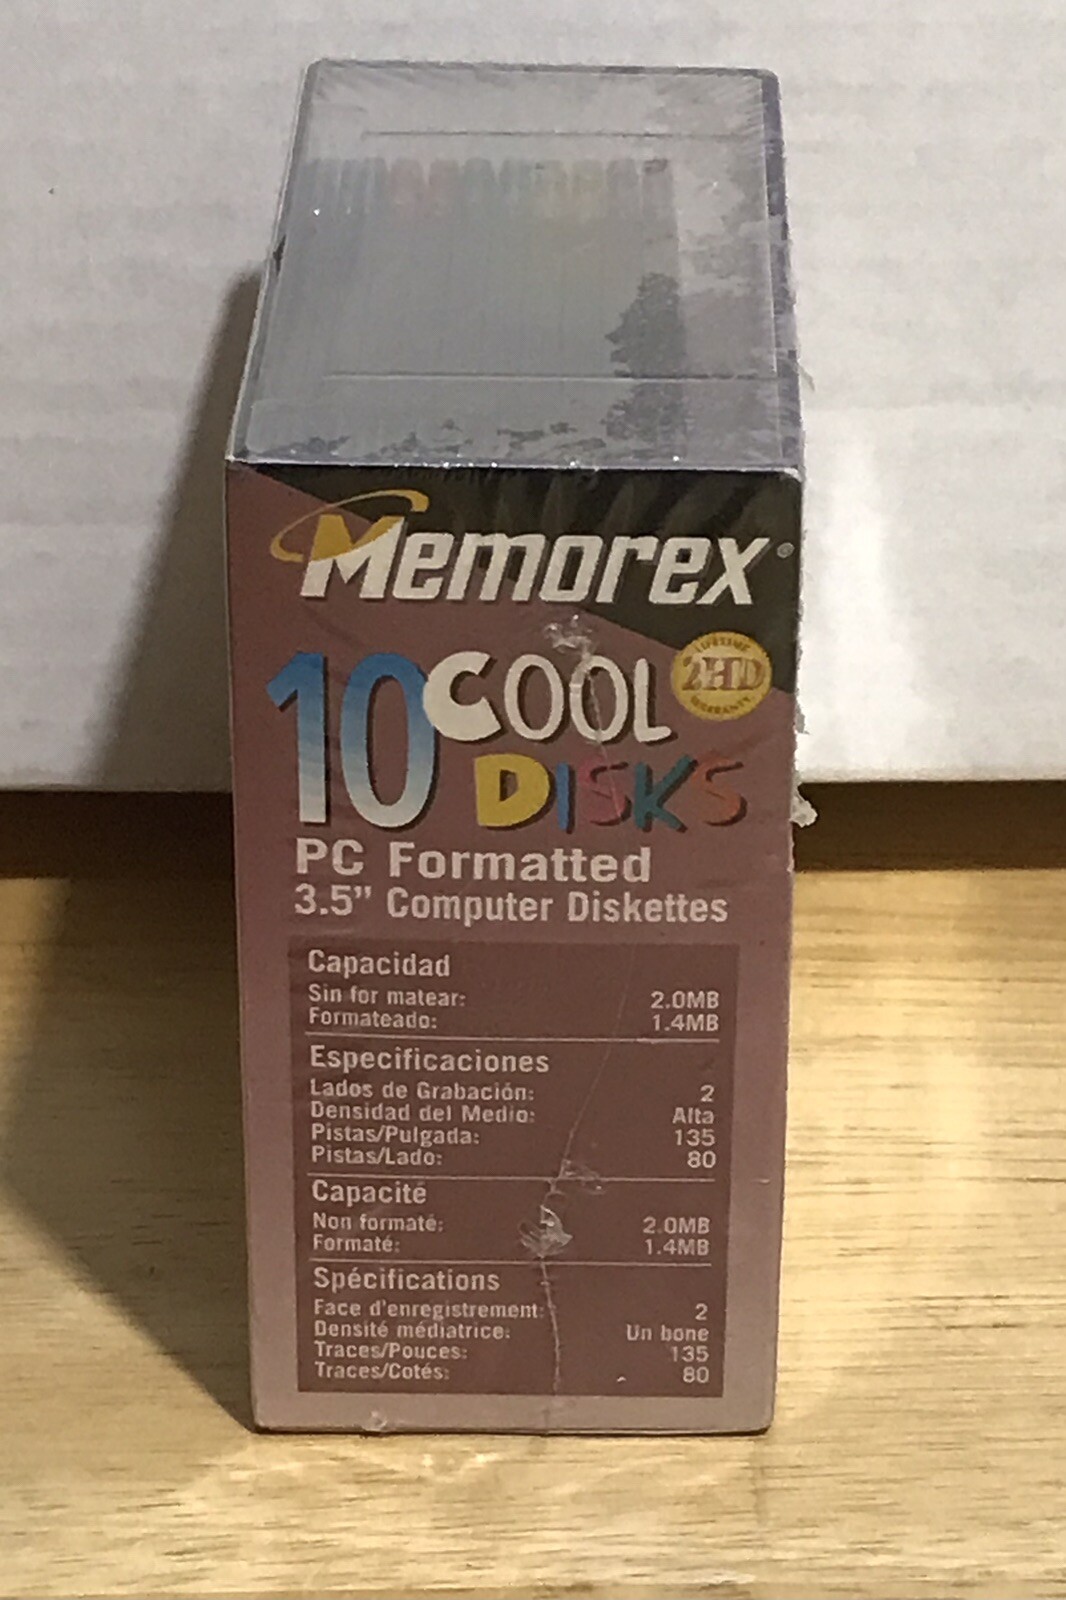 Memorex®
10 COOL
DISKS
LIFETIME
2HD
WARRANTY
PC Formatted
3.5” Computer Diskettes
Capacidad
Sin for matear: 2.0MB
Formateado: 1.4MB
Especificaciones
Lados de Grabación: 2
Densidad del Medio: Alta
Pistas/Pulgada: 135
Pistas/Lado: 80
Capacité
Non formaté: 2.0MB
Formaté: 1.4MB
Spécifications
Face d'enregistrement: 2
Densité médiatrice: Un bone
Traces/Pouces: 135
Traces/Cotés: 80